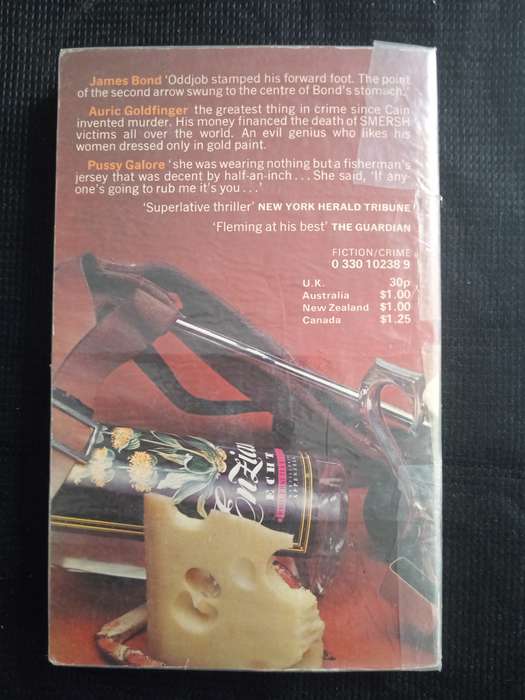 James Bond 'Oddjob stamped his forward foot. The point
of the second arrow swung to the centre of Bond's stomach.'
Auric Goldfinger the greatest thing in crime since Cain
invented murder. His money financed the death of SMERSH
victims all over the world. An evil genius who likes his
women dressed only in gold paint.
Pussy Galore 'she was wearing nothing but a fisherman's
jersey that was decent by half-an-inch... She said, 'If any-
one's going to rub me it's you...'
'Superlative thriller' NEW YORK HERALD TRIBUNE
'Fleming at his best' THE GUARDIAN
FICTION/CRIME
0 330 10238 9
U.K. 30p
Australia $1.00
New Zealand $1.00
Canada $1.25
Enzian
ECHT